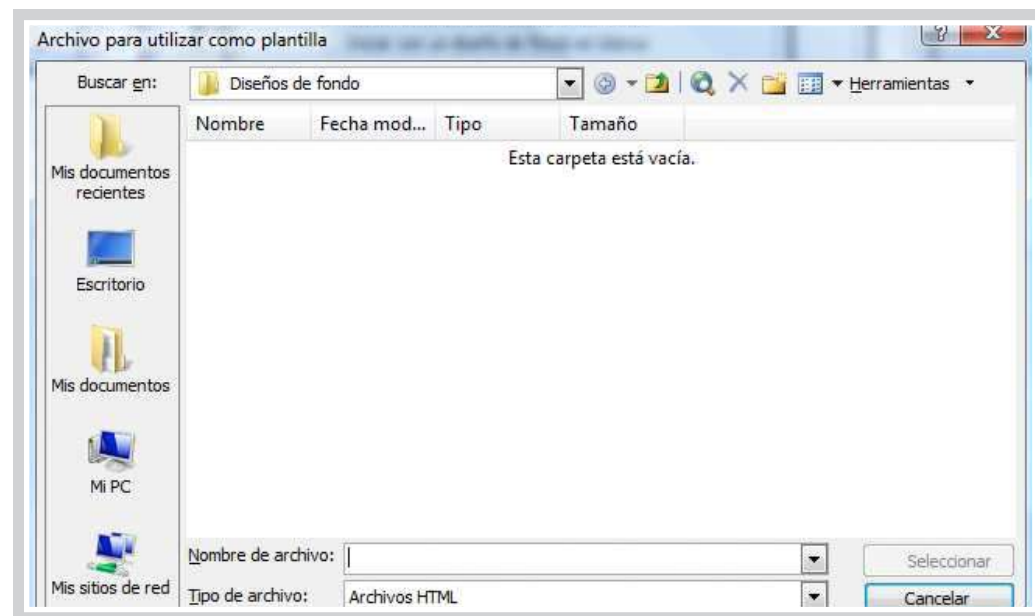 Archivo para utilizar como plantilla
Buscar en:
Diseños de fondo
Herramientas
Nombre Fecha mod... Tipo Tamaño
Esta carpeta está vacía.
Mis documentos
recientes
Escritorio
Mis documentos
Mi PC
Mis sitios de red
Nombre de archivo:
Seleccionar
Tipo de archivo: Archivos HTML
Cancelar